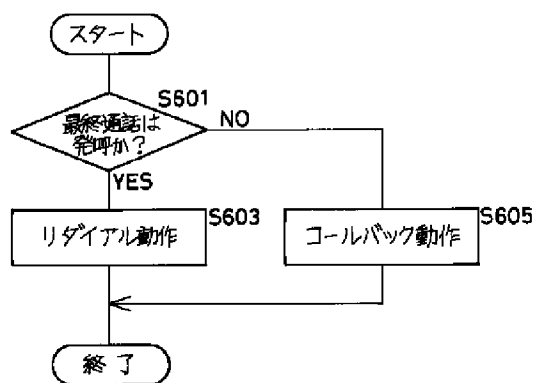 スタート
S601
最終通話は
発呼か?
NO
YES
S603
リダイアル動作
S605
コールバック動作
終了